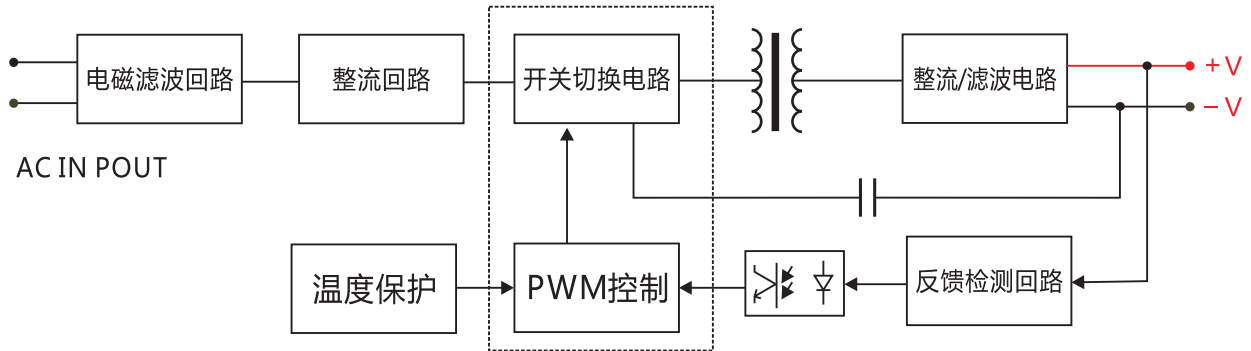 电磁滤波回路
整流回路
开关切换电路
整流/滤波电路
+V
−V
AC IN POUT
温度保护
PWM控制
反馈检测回路